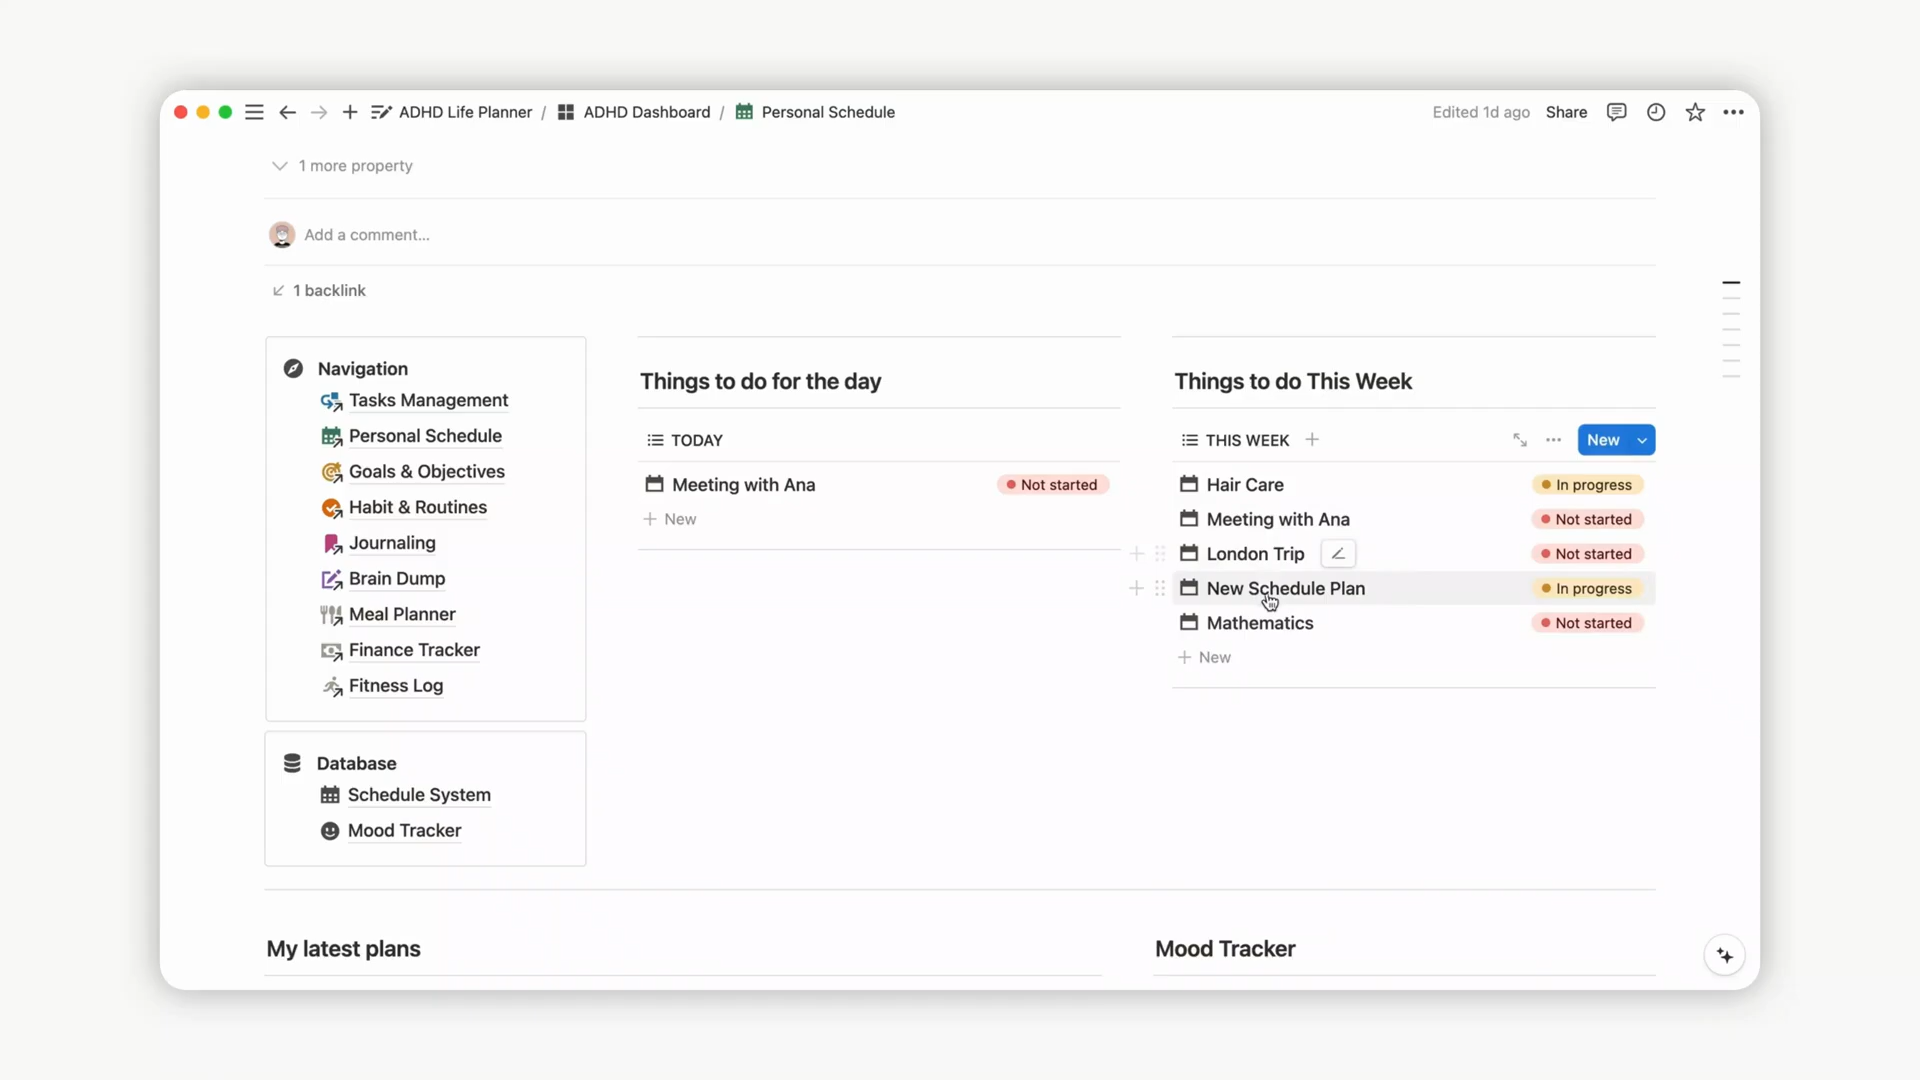 ADHD Life Planner / ADHD Dashboard / Personal Schedule
Edited 1d ago Share
1 more property
Add a comment...
1 backlink
Navigation
Tasks Management
Personal Schedule
Goals & Objectives
Habit & Routines
Journaling
Brain Dump
Meal Planner
Finance Tracker
Fitness Log
Database
Schedule System
Mood Tracker
Things to do for the day
TODAY
Meeting with Ana Not started
New
Things to do This Week
THIS WEEK New
Hair Care In progress
Meeting with Ana Not started
London Trip Not started
New Schedule Plan In progress
Mathematics Not started
New
My latest plans
Mood Tracker